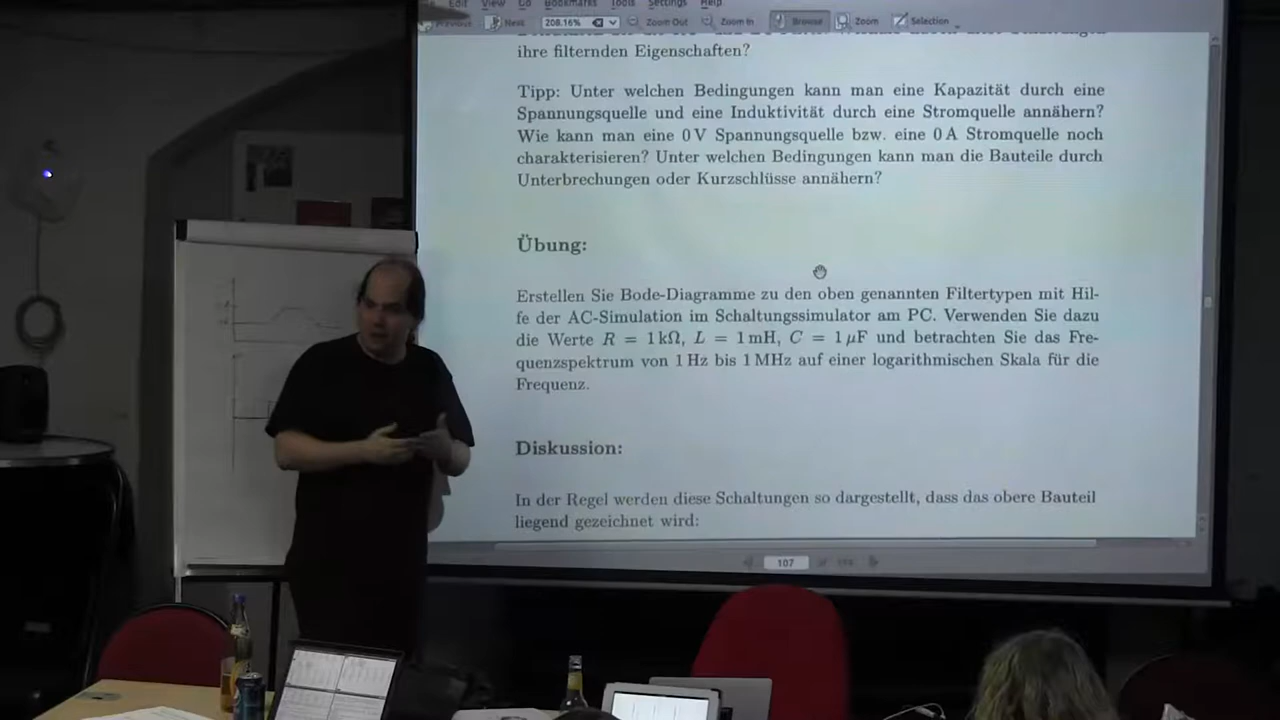 Edit View Go Bookmarks Tools Settings Help
Previous Next 208.16% Zoom Out Zoom In Browse Zoom Selection
ihre filternden Eigenschaften?
Tipp: Unter welchen Bedingungen kann man eine Kapazität durch eine
Spannungsquelle und eine Induktivität durch eine Stromquelle annähern?
Wie kann man eine 0 V Spannungsquelle bzw. eine 0 A Stromquelle noch
charakterisieren? Unter welchen Bedingungen kann man die Bauteile durch
Unterbrechungen oder Kurzschlüsse annähern?
Übung:
Erstellen Sie Bode-Diagramme zu den oben genannten Filtertypen mit Hil-
fe der AC-Simulation im Schaltungssimulator am PC. Verwenden Sie dazu
die Werte R = 1 kΩ, L = 1 mH, C = 1 μF und betrachten Sie das Fre-
quenzspektrum von 1 Hz bis 1 MHz auf einer logarithmischen Skala für die
Frequenz.
Diskussion:
In der Regel werden diese Schaltungen so dargestellt, dass das obere Bauteil
liegend gezeichnet wird:
107